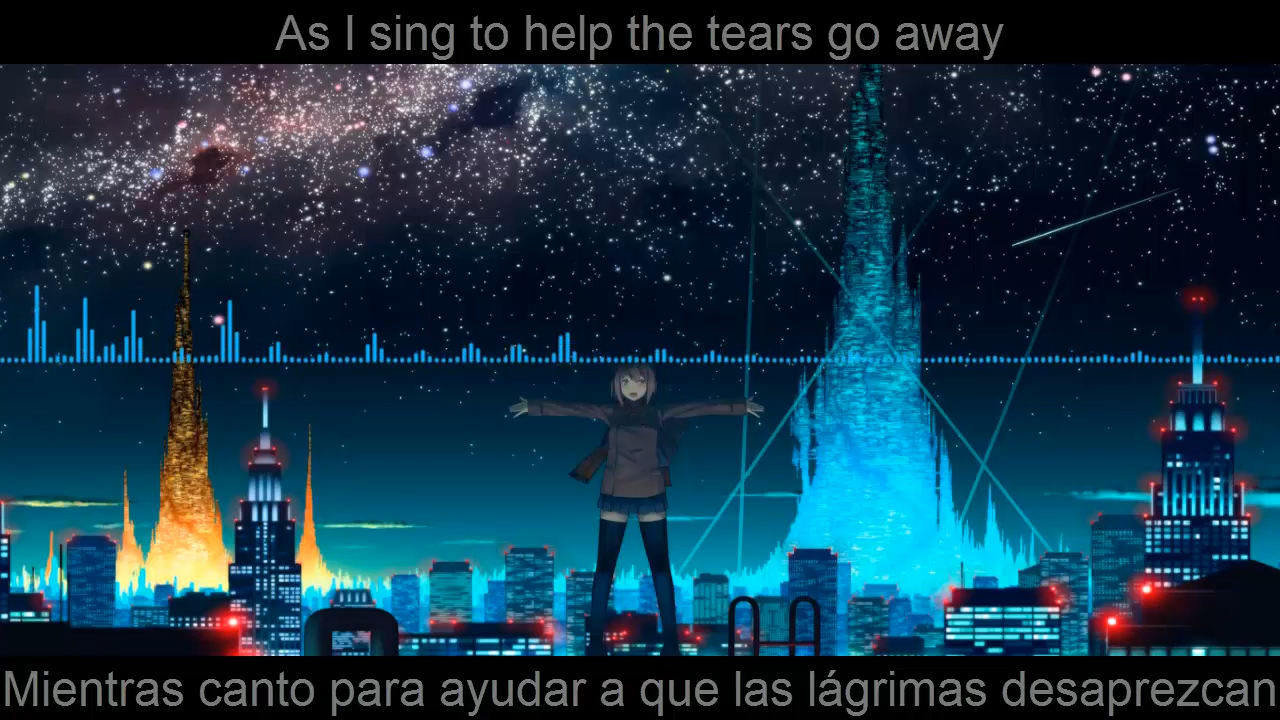 As I sing to help the tears go away
Mientras canto para ayudar a que las lágrimas desaprezcan